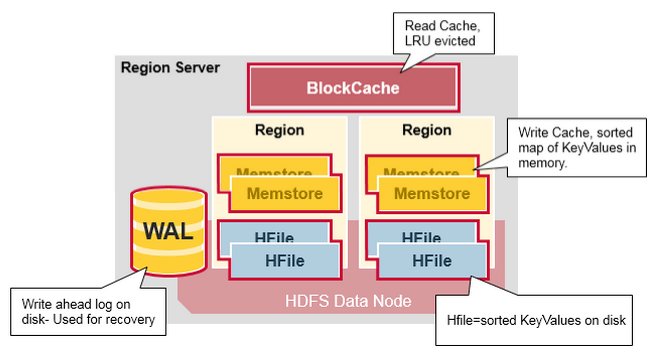 Read Cache,
LRU evicted
Region Server
BlockCache
Region
Region
Write Cache, sorted
map of KeyValues in
memory.
Memstore
Memstore
Memstore
Memstore
WAL
HFile
HFile
HFile
HFile
Write ahead log on
disk- Used for recovery
HDFS Data Node
Hfile=sorted KeyValues on disk